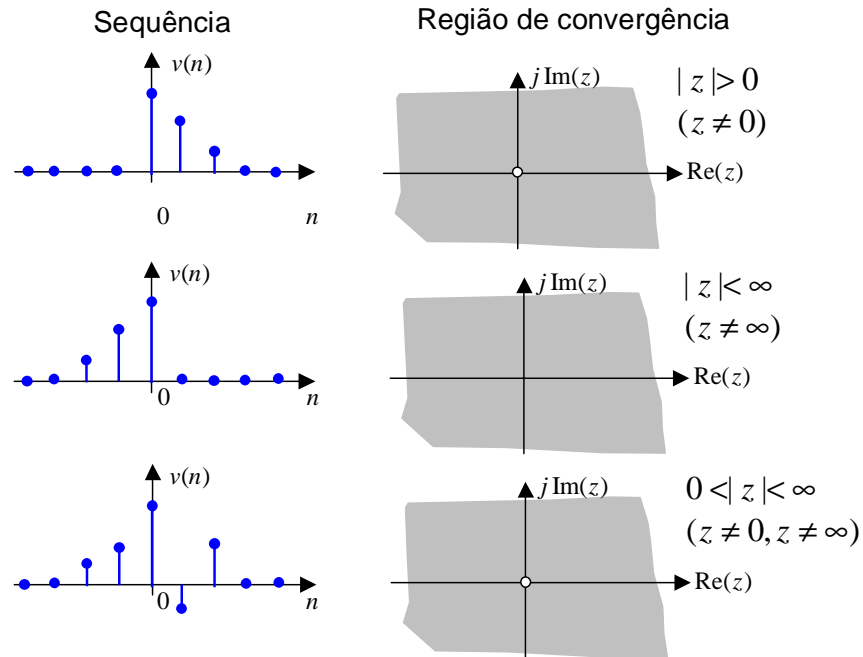 Sequência
Região de convergência
v(n)
0
n
j Im(z)
Re(z)
| z |> 0
(z ≠ 0)
v(n)
0
n
j Im(z)
Re(z)
| z |< ∞
(z ≠ ∞)
v(n)
0
n
j Im(z)
Re(z)
0 <| z |< ∞
(z ≠ 0, z ≠ ∞)